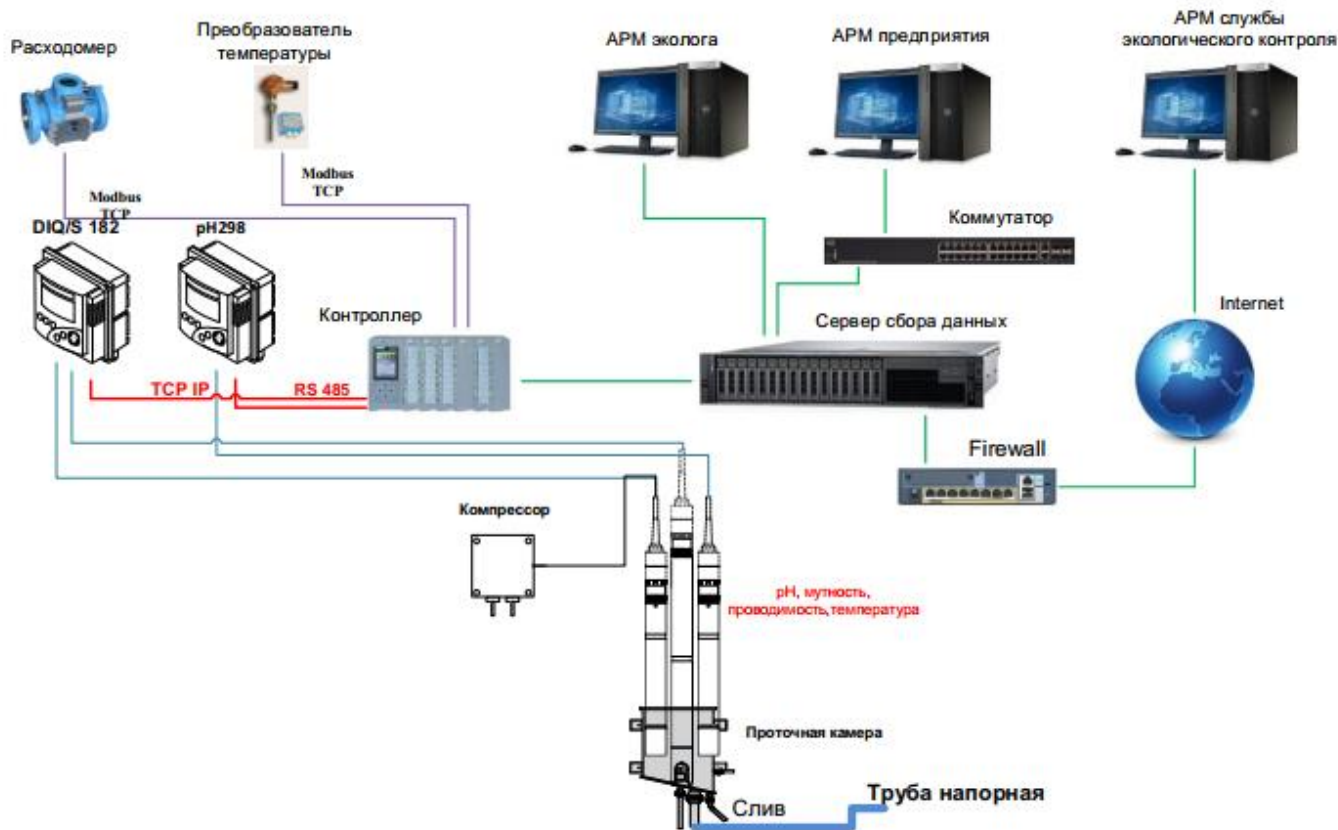 Расходомер
Преобразователь
температуры
АРМ эколога
АРМ предприятия
АРМ службы
экологического контроля
Modbus
TCP
Modbus
TCP
DIQ/S 182
pH298
Коммутатор
Контроллер
Сервер сбора данных
Internet
TCP IP
RS 485
Firewall
Компрессор
pH, мутность,
проводимость,температура
Проточная камера
Слив
Труба напорная